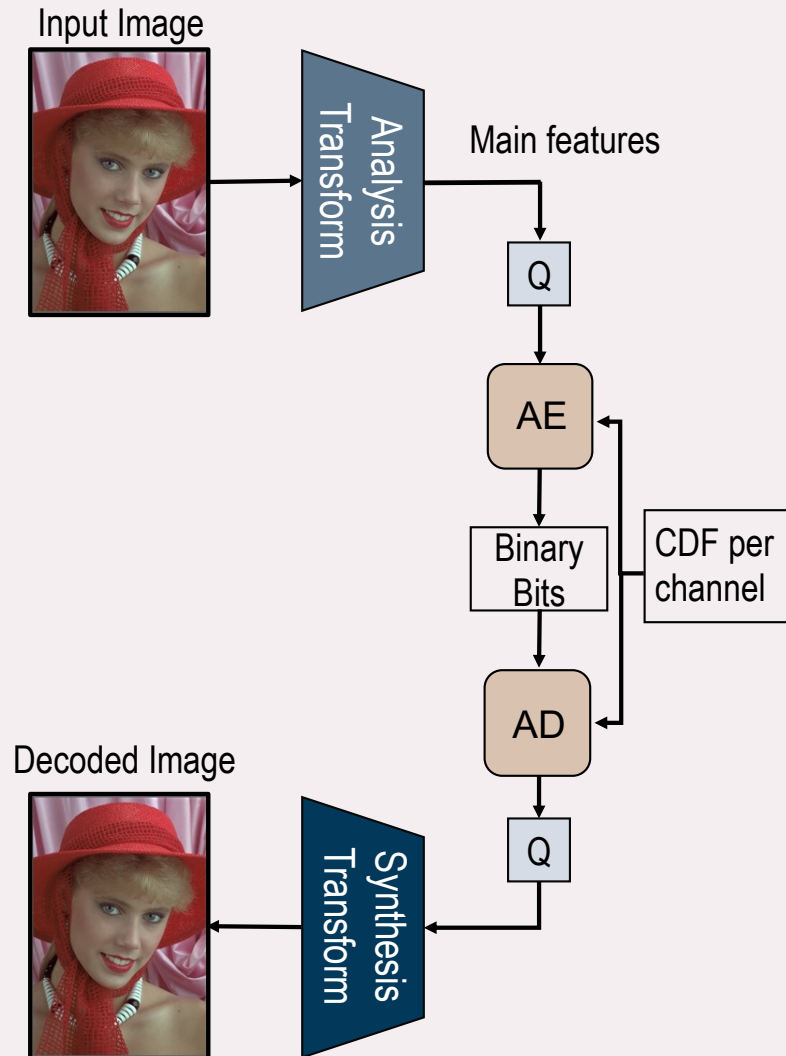 Input Image
Analysis
Transform
Main features
Q
AE
Binary
Bits
CDF per
channel
AD
Decoded Image
Q
Synthesis
Transform